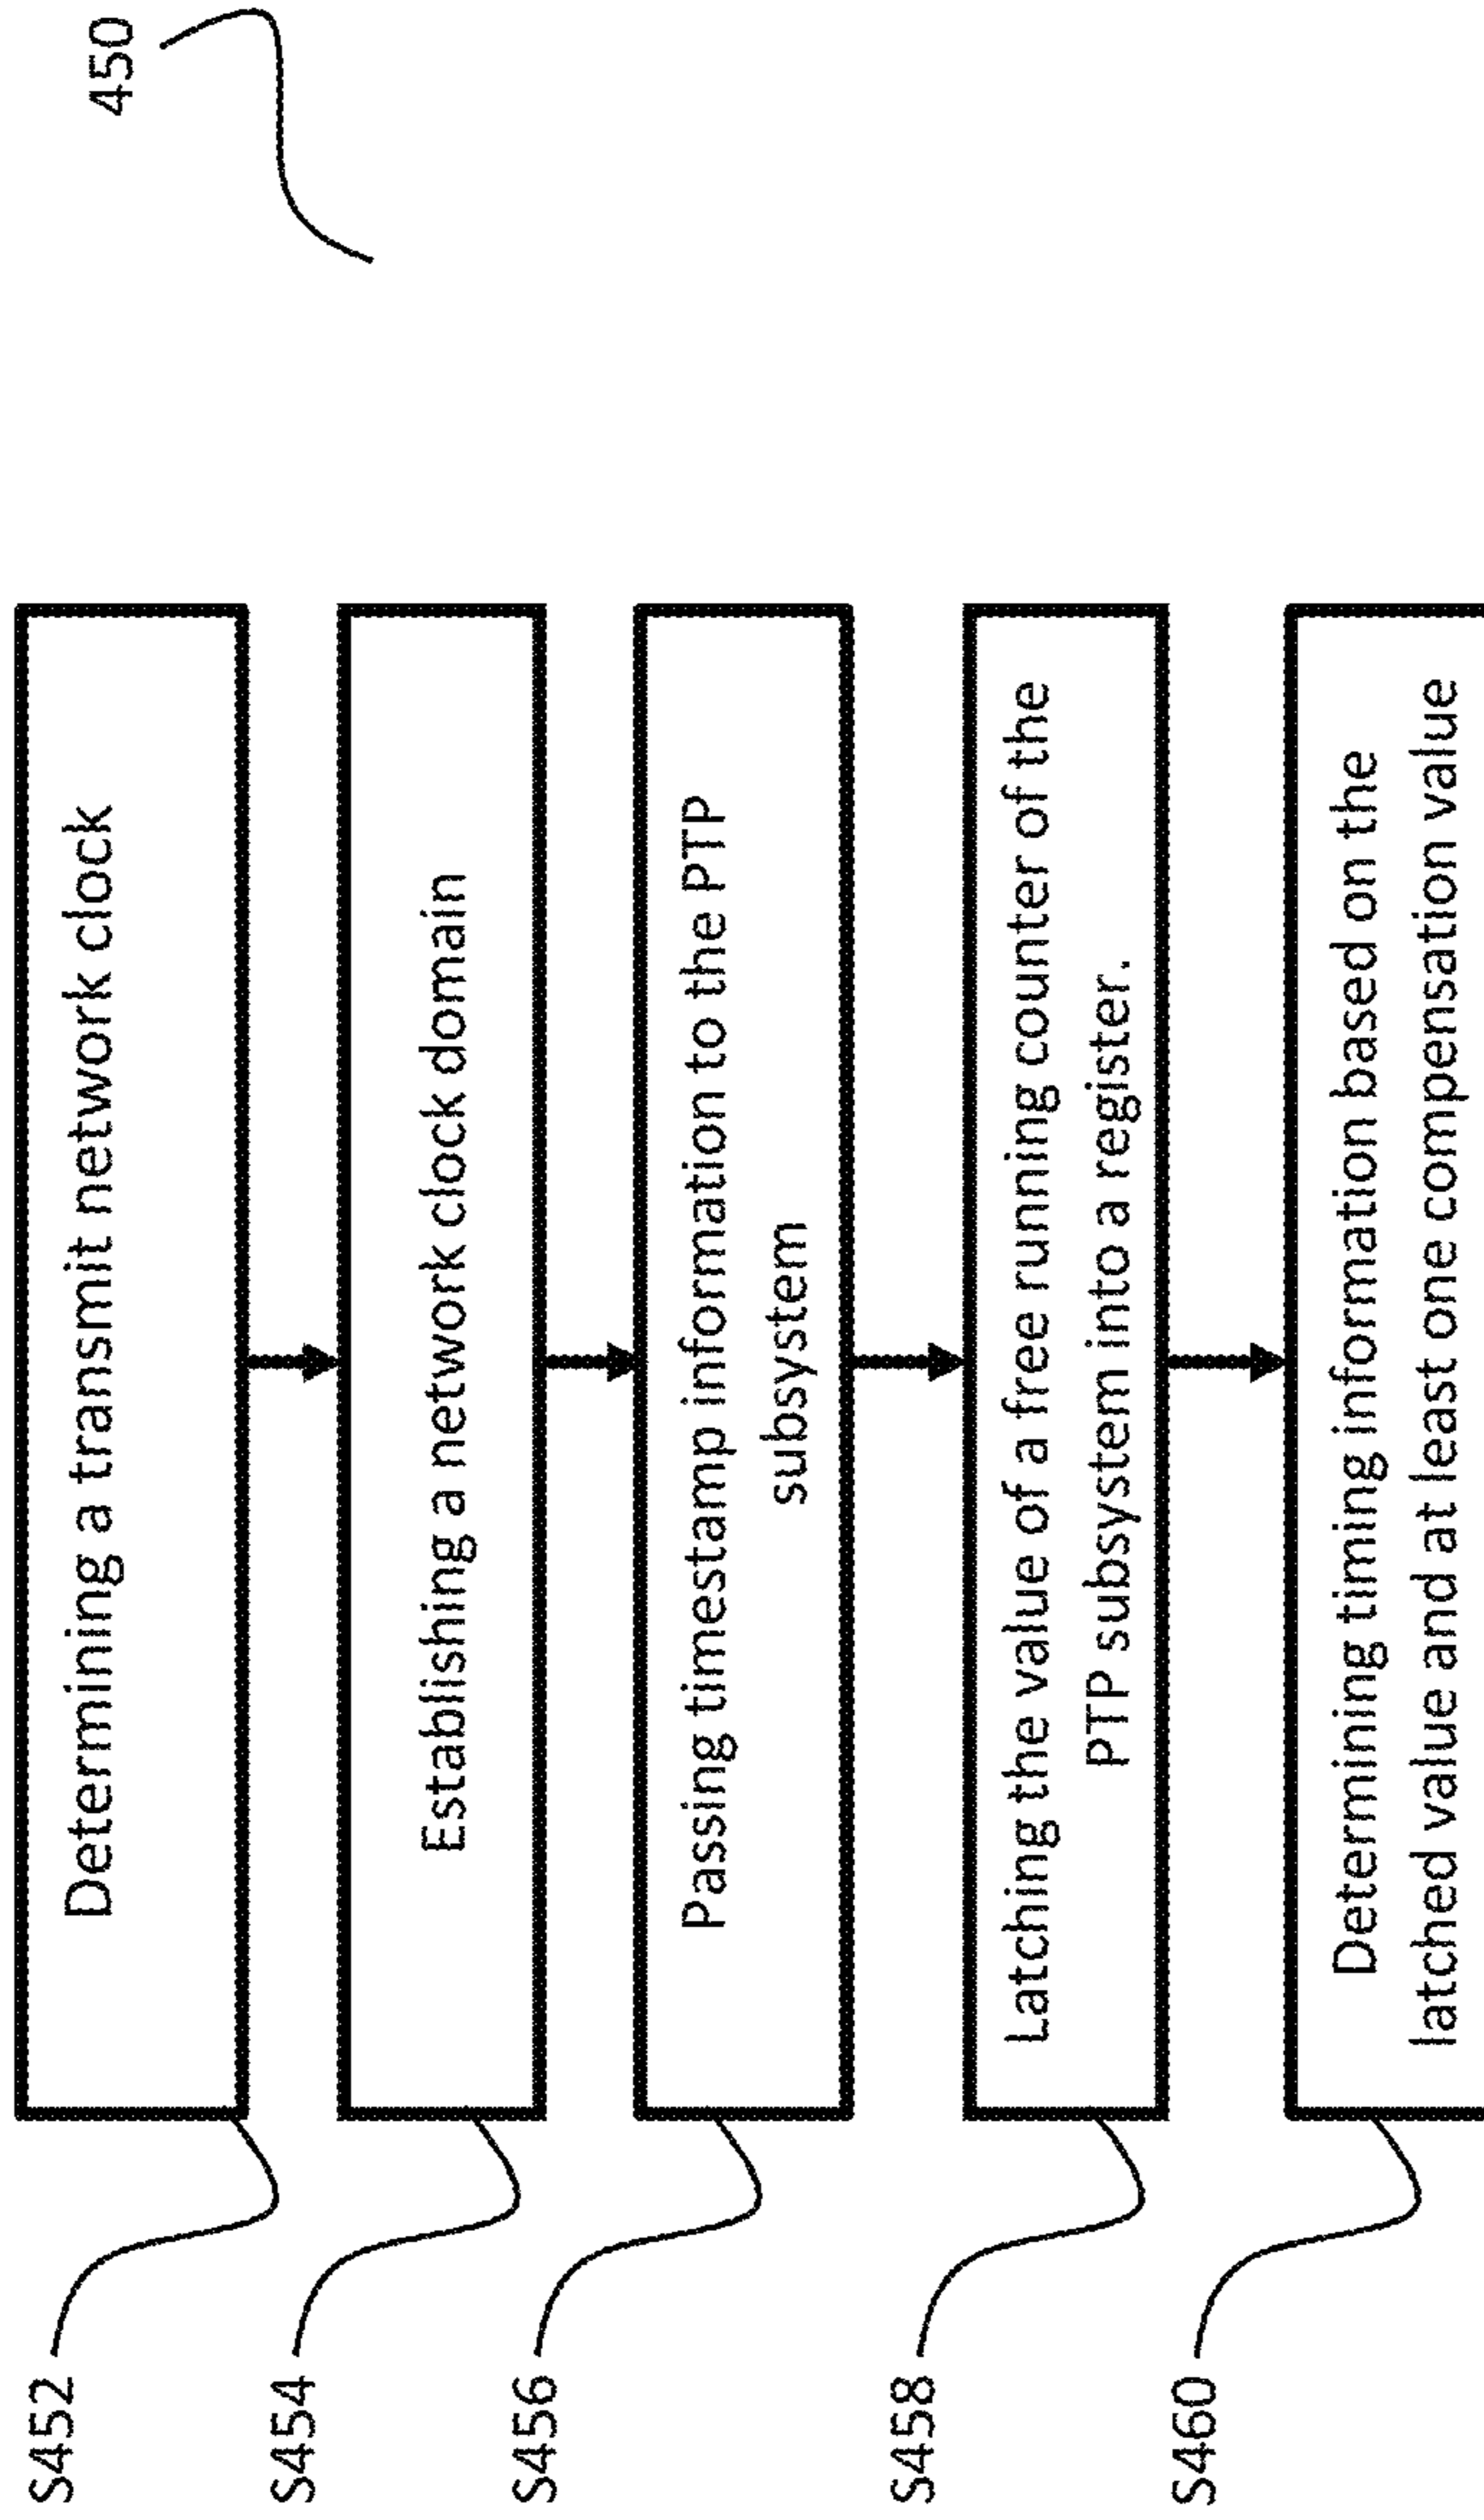 450
S452
Determining a transmit network clock
S454
Establishing a network clock domain
S456
Passing timestamp information to the PTP
subsystem
S458
Latching the value of a free running counter of the
PTP subsystem into a register.
S460
Determining timing information based on the
latched value and at least one compensation value